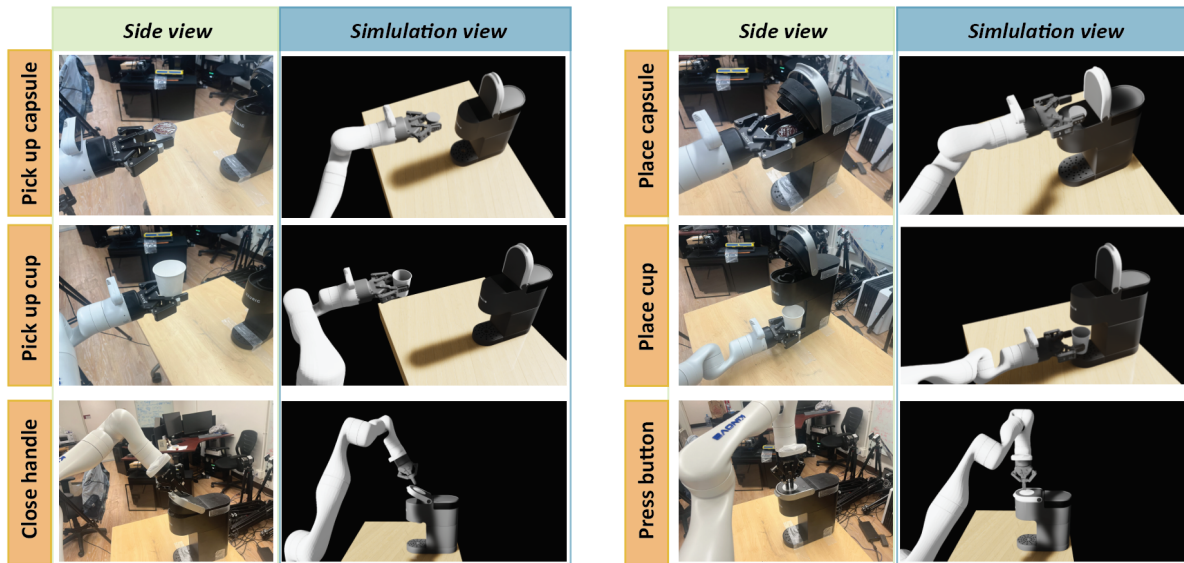 Side view
Simlulation view
Side view
Simlulation view
Pick up capsule
Place capsule
Pick up cup
Place cup
Close handle
Press button
KINOVA